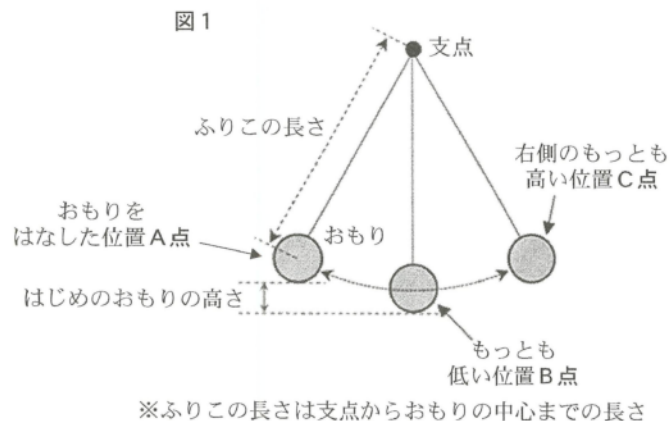 図1
支点
ふりこの長さ
右側のもっとも
高い位置C点
おもりを
はなした位置A点
おもり
はじめのおもりの高さ
もっとも
低い位置B点
※ふりこの長さは支点からおもりの中心までの長さ